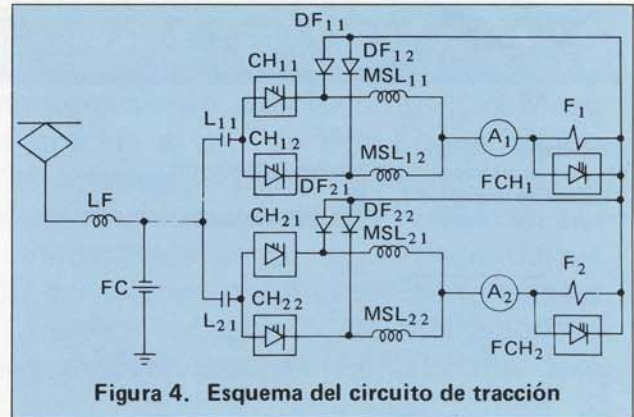 DF11
DF12
CH11
MSL11
L11
CH12
MSL12
A1
F1
FCH1
LF
DF21
DF22
CH21
MSL21
FC
L21
CH22
MSL22
A2
F2
FCH2
Figura 4. Esquema del circuito de tracción